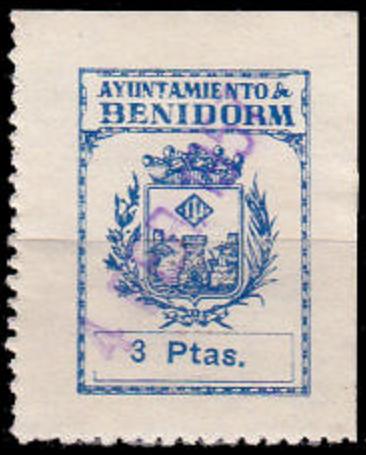 AYUNTAMIENTO de
BENIDORM
3 Ptas.